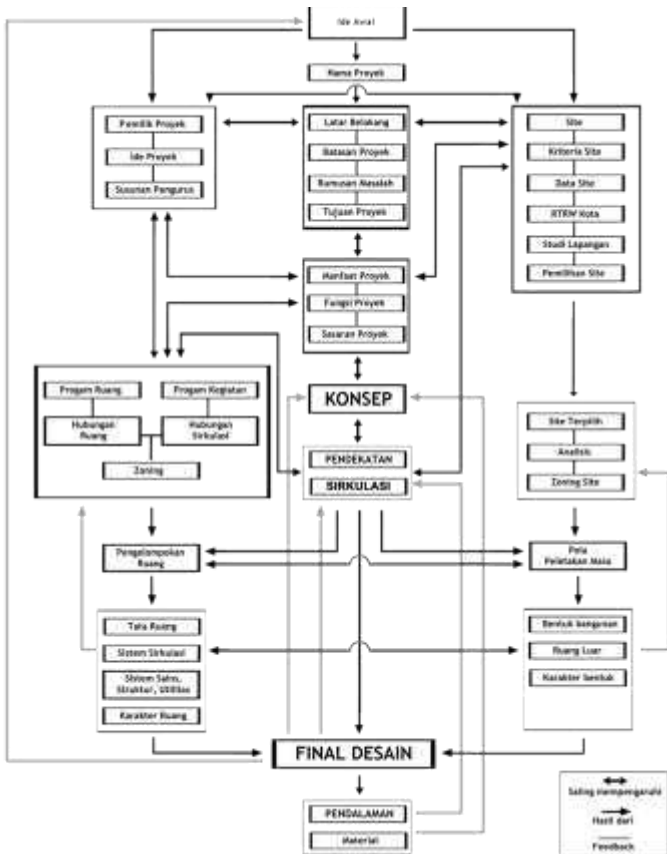 Ide Awal
Nama Proyek
Pemilik Proyek
Ide Proyek
Susunan Pengurus
Latar Belakang
Batasan Proyek
Rumusan Masalah
Tujuan Proyek
Site
Kriteria Site
Data Site
RTRW Kota
Studi Lapangan
Pemilihan Site
Manfaat Proyek
Fungsi Proyek
Sasaran Proyek
Progam Ruang
Progam Kegiatan
Hubungan
Ruang
Hubungan
Sirkulasi
Zoning
KONSEP
PENDEKATAN
SIRKULASI
Site Terpilih
Analisis
Zoning Site
Pengelompokan
Ruang
Pola
Peletakan Masa
Tata Ruang
Sistem Sirkulasi
Sistem Sains,
Struktur, Utilitas
Karakter Ruang
Bentuk bangunan
Ruang Luar
Karakter bentuk
FINAL DESAIN
PENDALAMAN
Material
Saling mempengaruhi
Hasil dari
Feedback